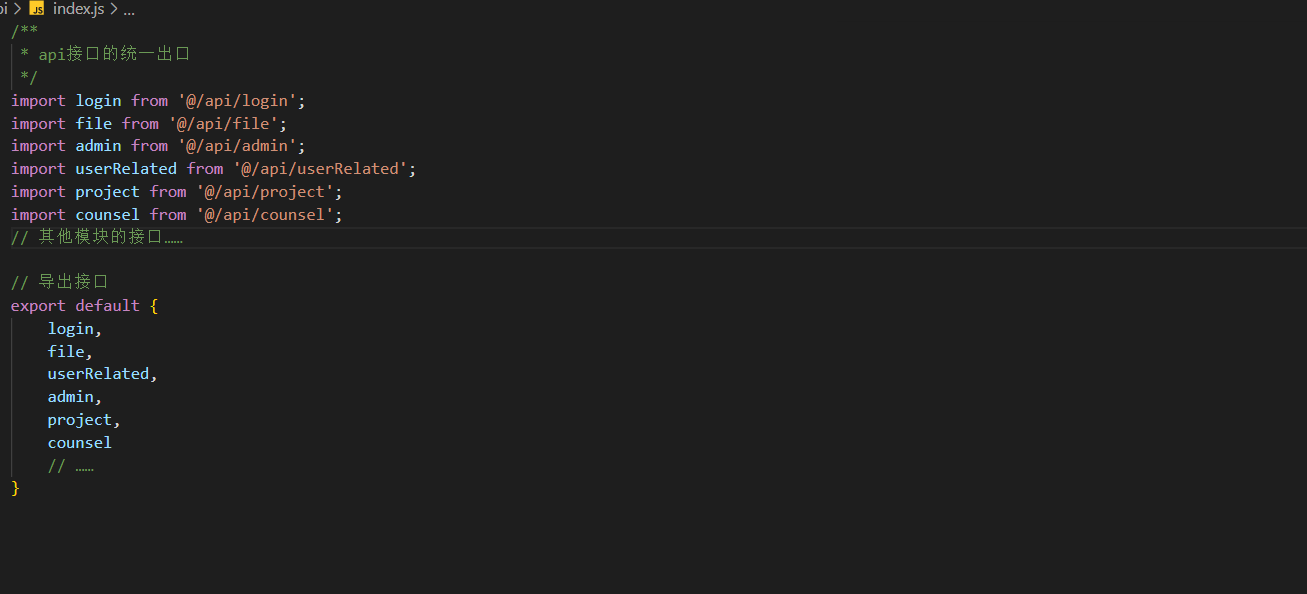 pi > JS index.js > ...
/**
 * api接口的统一出口
 */
import login from '@/api/login';
import file from '@/api/file';
import admin from '@/api/admin';
import userRelated from '@/api/userRelated';
import project from '@/api/project';
import counsel from '@/api/counsel';
// 其他模块的接口……
// 导出接口
export default {
    login,
    file,
    userRelated,
    admin,
    project,
    counsel
    // ……
}